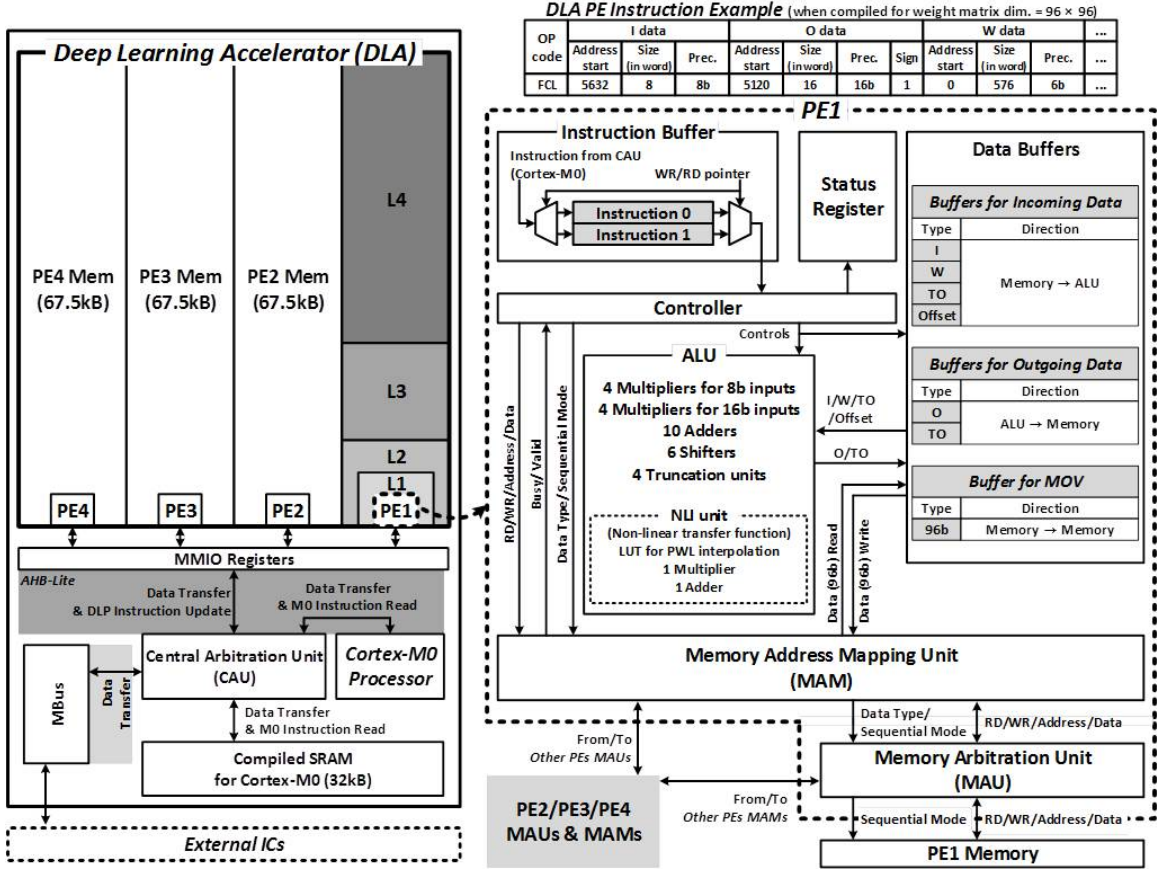 DLA PE Instruction Example (when compiled for weight matrix dim. = 96 × 96)
OP code
I data
O data
W data
...
Address start
Size (in word)
Prec.
Address start
Size (in word)
Prec.
Sign
Address start
Size (in word)
Prec.
...
FCL 5632 8 8b 5120 16 16b 1 0 576 6b ...
Deep Learning Accelerator (DLA)
PE4 Mem
(67.5kB)
PE3 Mem
(67.5kB)
PE2 Mem
(67.5kB)
L4
L3
L2
L1
PE4
PE3
PE2
PE1
MMIO Registers
AHB-Lite
Data Transfer
& DLP Instruction Update
Data Transfer
& M0 Instruction Read
MBus
Data
Transfer
Central Arbitration Unit
(CAU)
Cortex-M0
Processor
Data Transfer
& M0 Instruction Read
Compiled SRAM
for Cortex-M0 (32kB)
External ICs
PE1
Instruction Buffer
Instruction from CAU
(Cortex-M0)
WR/RD pointer
Instruction 0
Instruction 1
Status
Register
Controller
Controls
RD/WR/Address/Data
Busy/Valid
Data Type/Sequential Mode
ALU
4 Multipliers for 8b inputs
4 Multipliers for 16b inputs
10 Adders
6 Shifters
4 Truncation units
NLI unit
(Non-linear transfer function)
LUT for PWL interpolation
1 Multiplier
1 Adder
I/W/TO
/Offset
O/TO
Data (96b) Read
Data (96b) Write
Data Buffers
Buffers for Incoming Data
Type Direction
I
W
TO
Offset
Memory → ALU
Buffers for Outgoing Data
Type Direction
O
TO
ALU → Memory
Buffer for MOV
Type Direction
96b Memory → Memory
Memory Address Mapping Unit
(MAM)
From/To
Other PEs MAUs
Data Type/
Sequential Mode
RD/WR/Address/Data
PE2/PE3/PE4
MAUs & MAMs
From/To
Other PEs MAMs
Memory Arbitration Unit
(MAU)
Sequential Mode
RD/WR/Address/Data
PE1 Memory